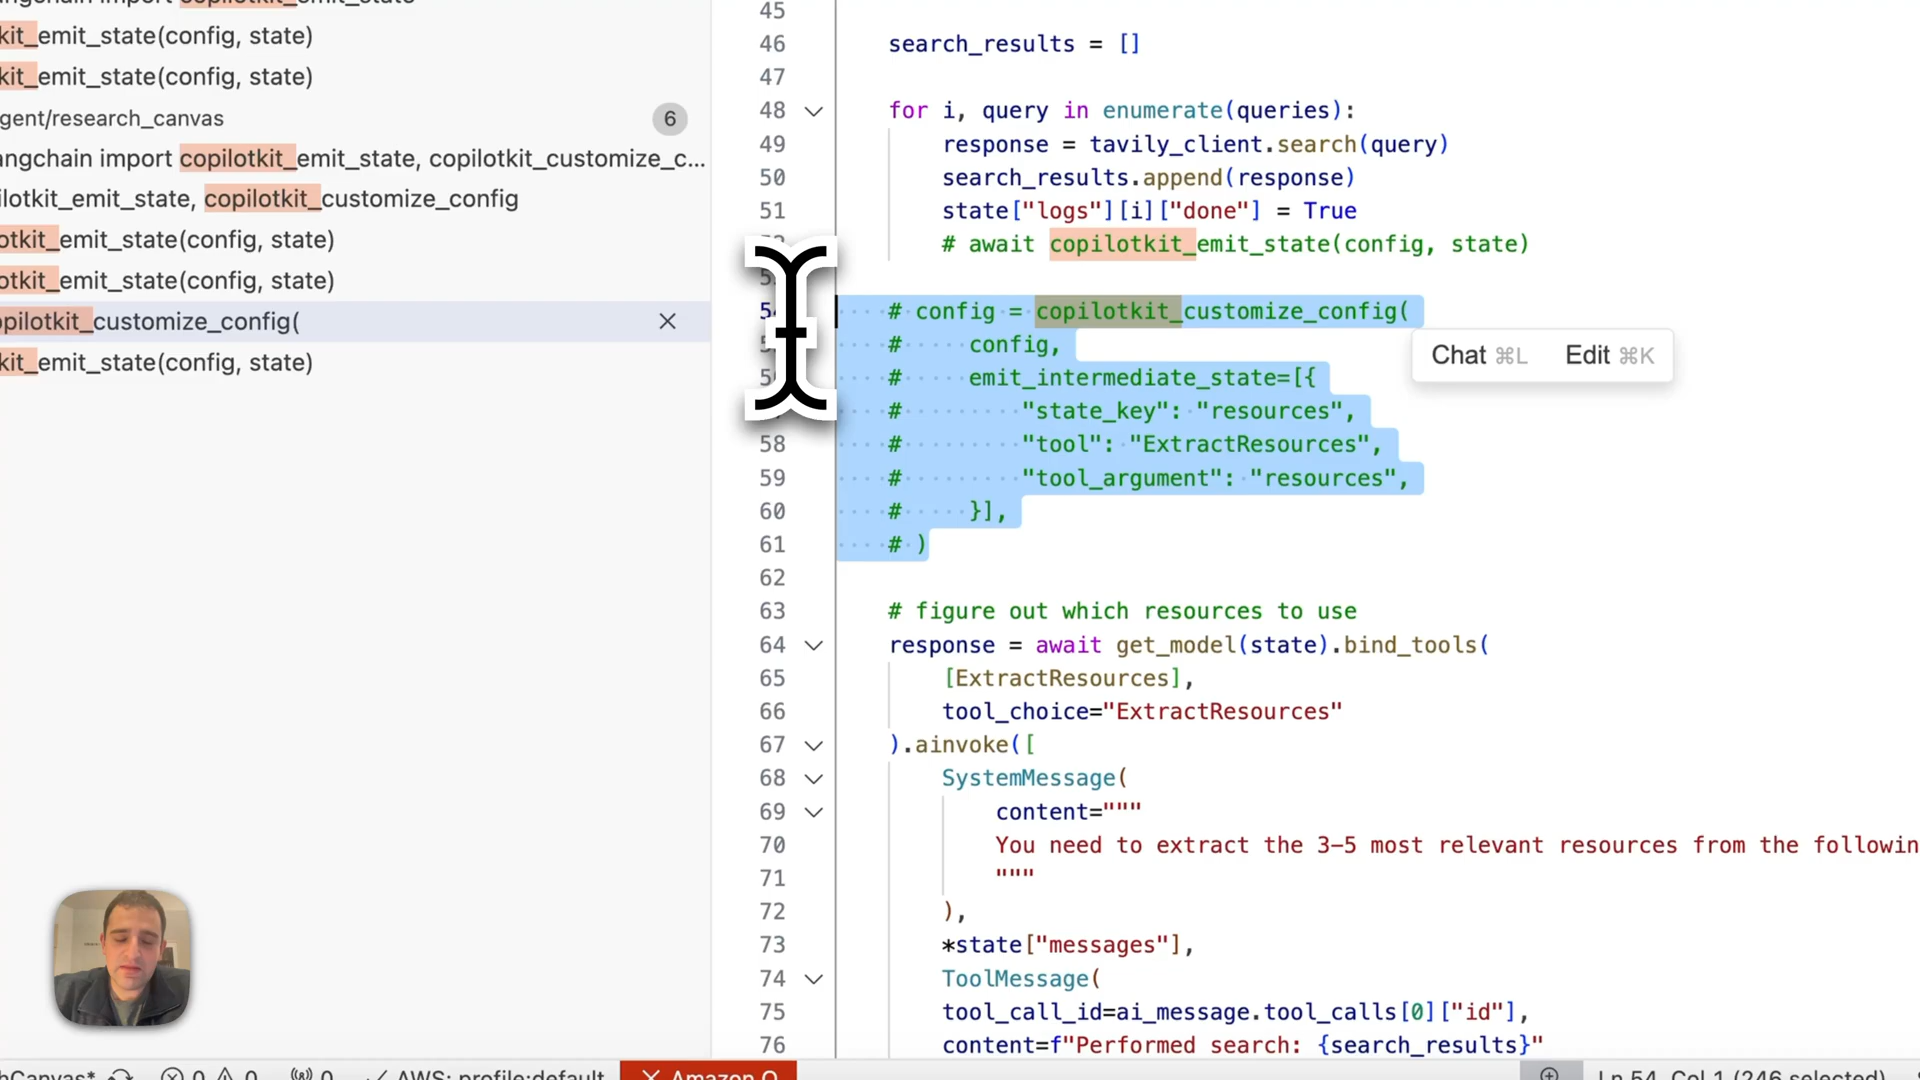 angchain import copilotkit_emit_state
kit_emit_state(config, state)
kit_emit_state(config, state)
gent/research_canvas
6
angchain import copilotkit_emit_state, copilotkit_customize_c...
ilotkit_emit_state, copilotkit_customize_config
otkit_emit_state(config, state)
otkit_emit_state(config, state)
opilotkit_customize_config(
kit_emit_state(config, state)
45
46 search_results = []
47
48 for i, query in enumerate(queries):
49 response = tavily_client.search(query)
50 search_results.append(response)
51 state["logs"][i]["done"] = True
# await copilotkit_emit_state(config, state)
# config = copilotkit_customize_config(
# config,
Chat ⌘L Edit ⌘K
# emit_intermediate_state=[{
# "state_key": "resources",
58 # "tool": "ExtractResources",
59 # "tool_argument": "resources",
60 # }],
61 # )
62
63 # figure out which resources to use
64 response = await get_model(state).bind_tools(
65 [ExtractResources],
66 tool_choice="ExtractResources"
67 ).ainvoke([
68 SystemMessage(
69 content="""
70 You need to extract the 3-5 most relevant resources from the followin
71 """
72 ),
73 *state["messages"],
74 ToolMessage(
75 tool_call_id=ai_message.tool_calls[0]["id"],
76 content=f"Performed search: {search_results}"
hCanvas* 0 0 0 AWS: profile:default Amazon Q Ln 54, Col 1 (246 selected)